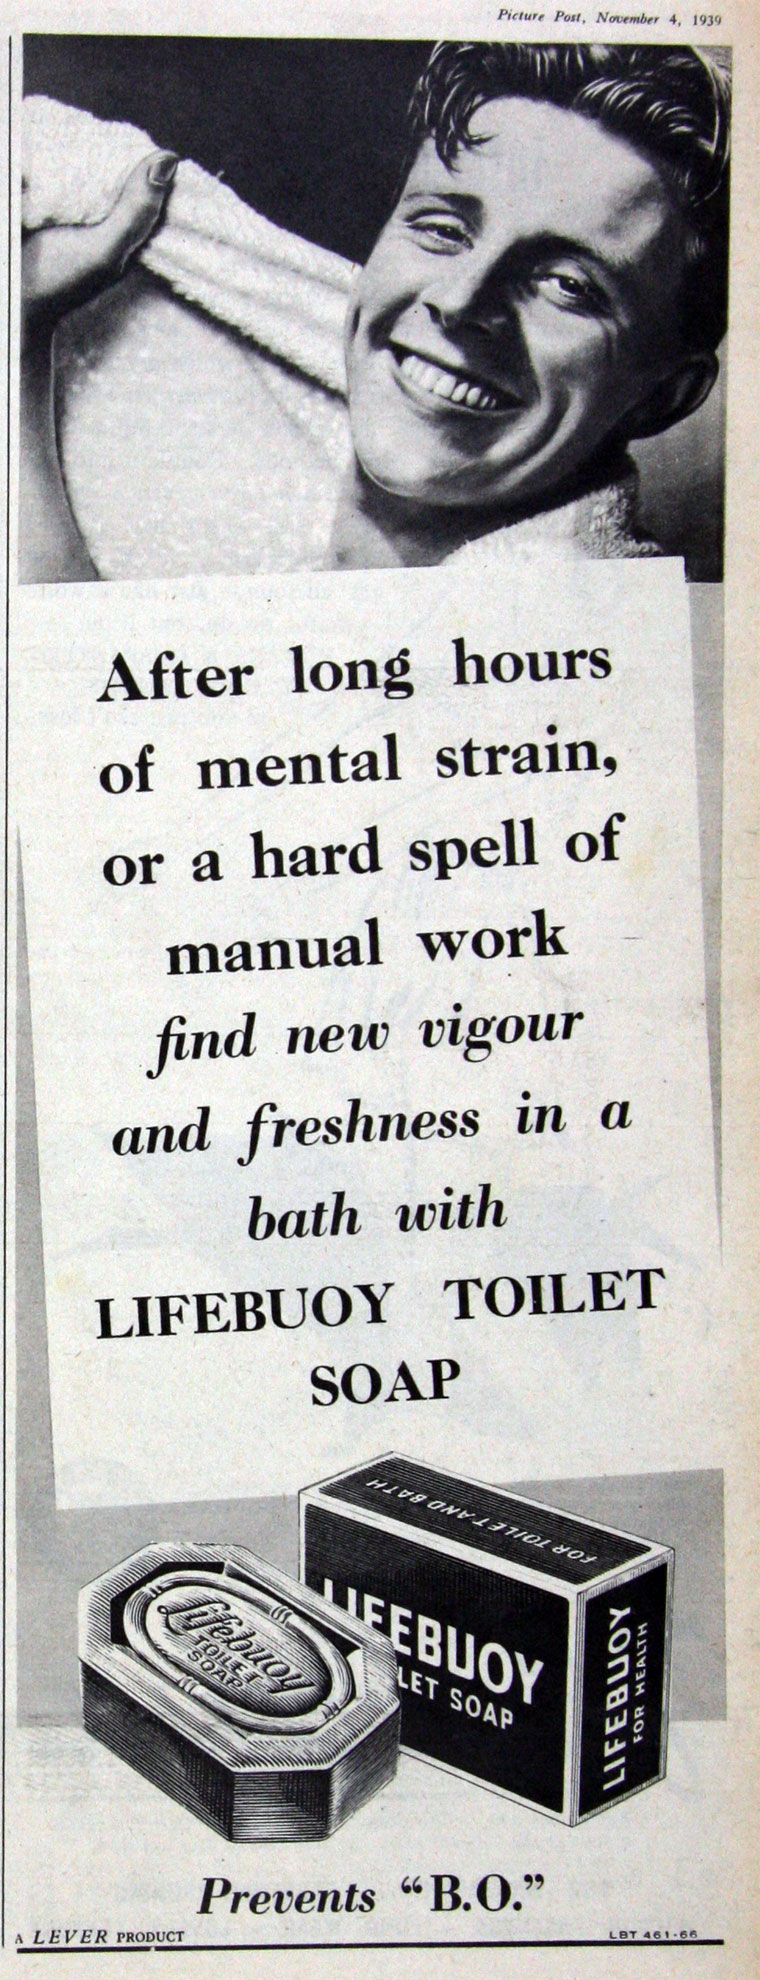 Picture Post, November 4, 1939
After long hours
of mental strain,
or a hard spell of
manual work
find new vigour
and freshness in a
bath with
LIFEBUOY TOILET
SOAP
FOR TOILET AND BATH
LIFEBUOY
LET SOAP
LIFEBUOY
FOR HEALTH
Lifebuoy
TOILET
SOAP
Prevents “B.O.”
A LEVER PRODUCT
LBT 461-66